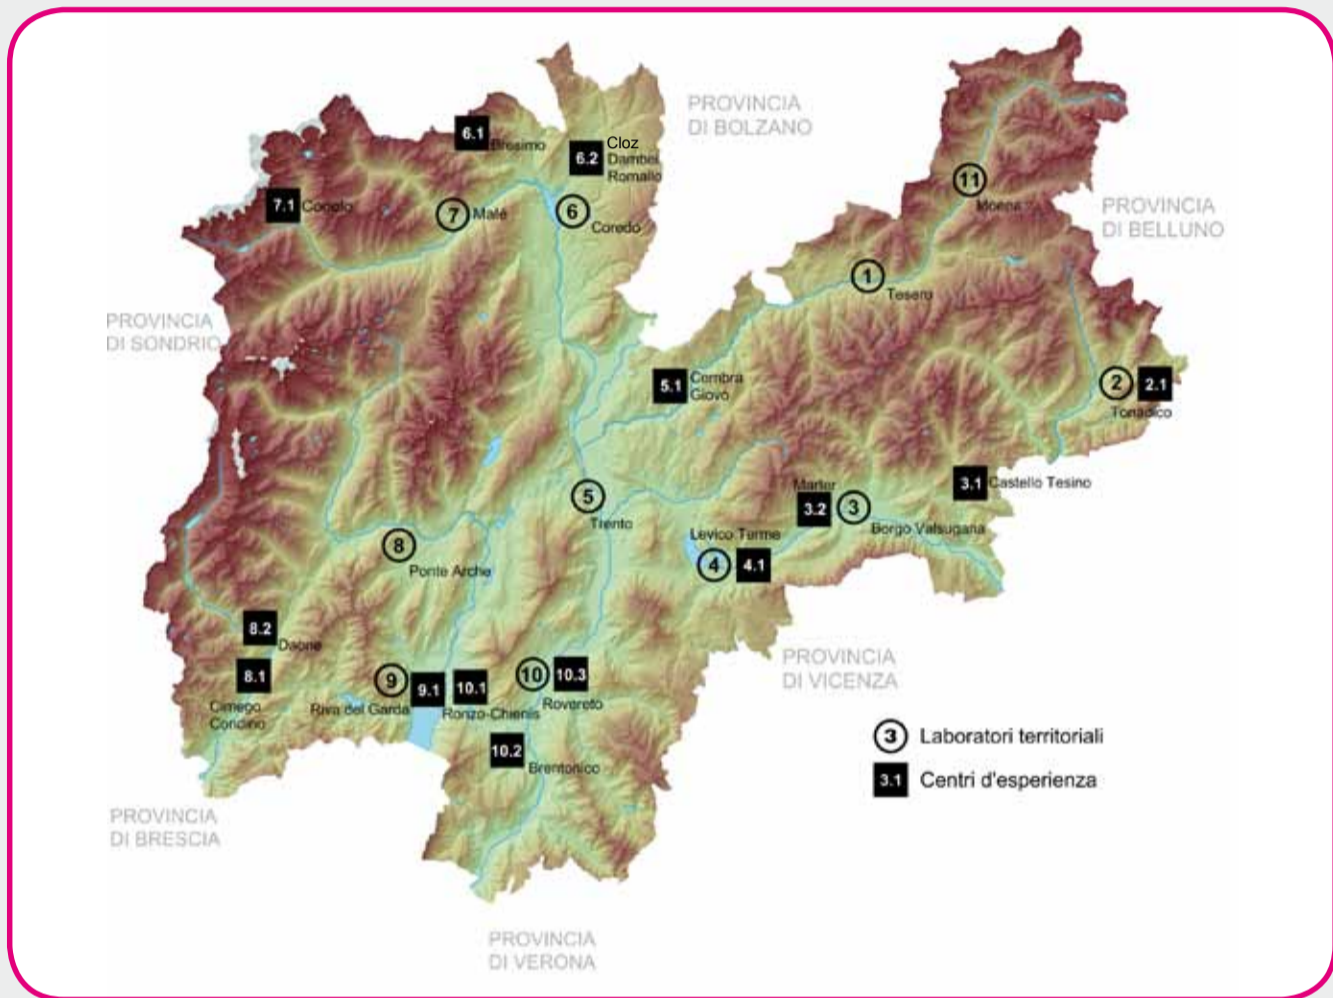 PROVINCIA
DI BOLZANO
6.1
Bresimo
6.2
Cloz
Dambel
Romallo
7.1
Cogolo
7
Malé
6
Coredo
11
Moena
PROVINCIA
DI BELLUNO
1
Tesero
PROVINCIA
DI SONDRIO
5.1
Cembra
Giovo
2
2.1
Tonadico
5
Trento
Marter
3.2
3
Borgo Valsugana
3.1
Castello Tesino
8
Ponte Arche
Levico Terme
4
4.1
8.2
Daone
8.1
Cimego
Condino
9
Riva del Garda
9.1
10.1
Ronzo-Chienis
10
10.3
Rovereto
10.2
Brentonico
PROVINCIA
DI VICENZA
3
Laboratori territoriali
3.1
Centri d'esperienza
PROVINCIA
DI BRESCIA
PROVINCIA
DI VERONA